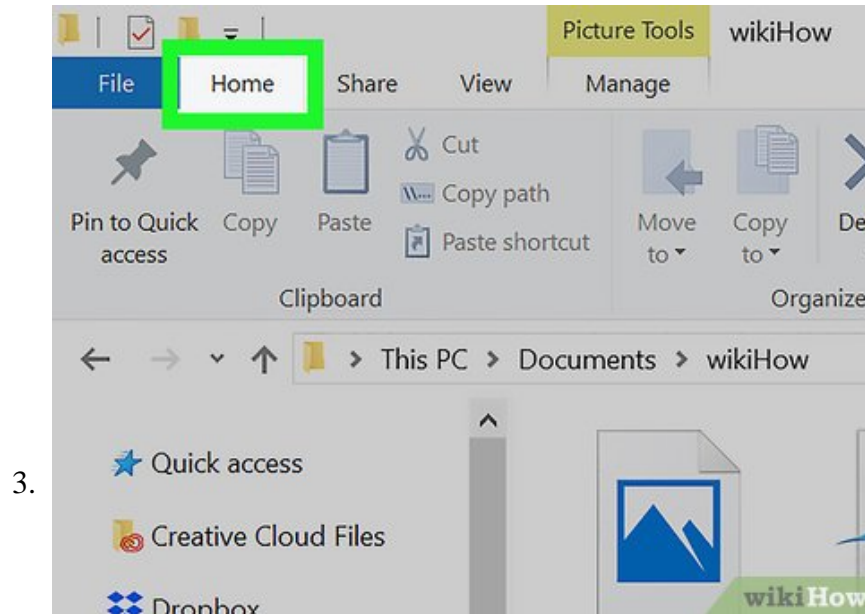 Picture Tools wikiHow
File Home Share View Manage
Cut
Copy path
Paste shortcut
Pin to Quick access
Copy
Paste
Move to
Copy to
Clipboard
Organize
This PC > Documents > wikiHow
Quick access
3.
Creative Cloud Files
Dropbox
wikiHow